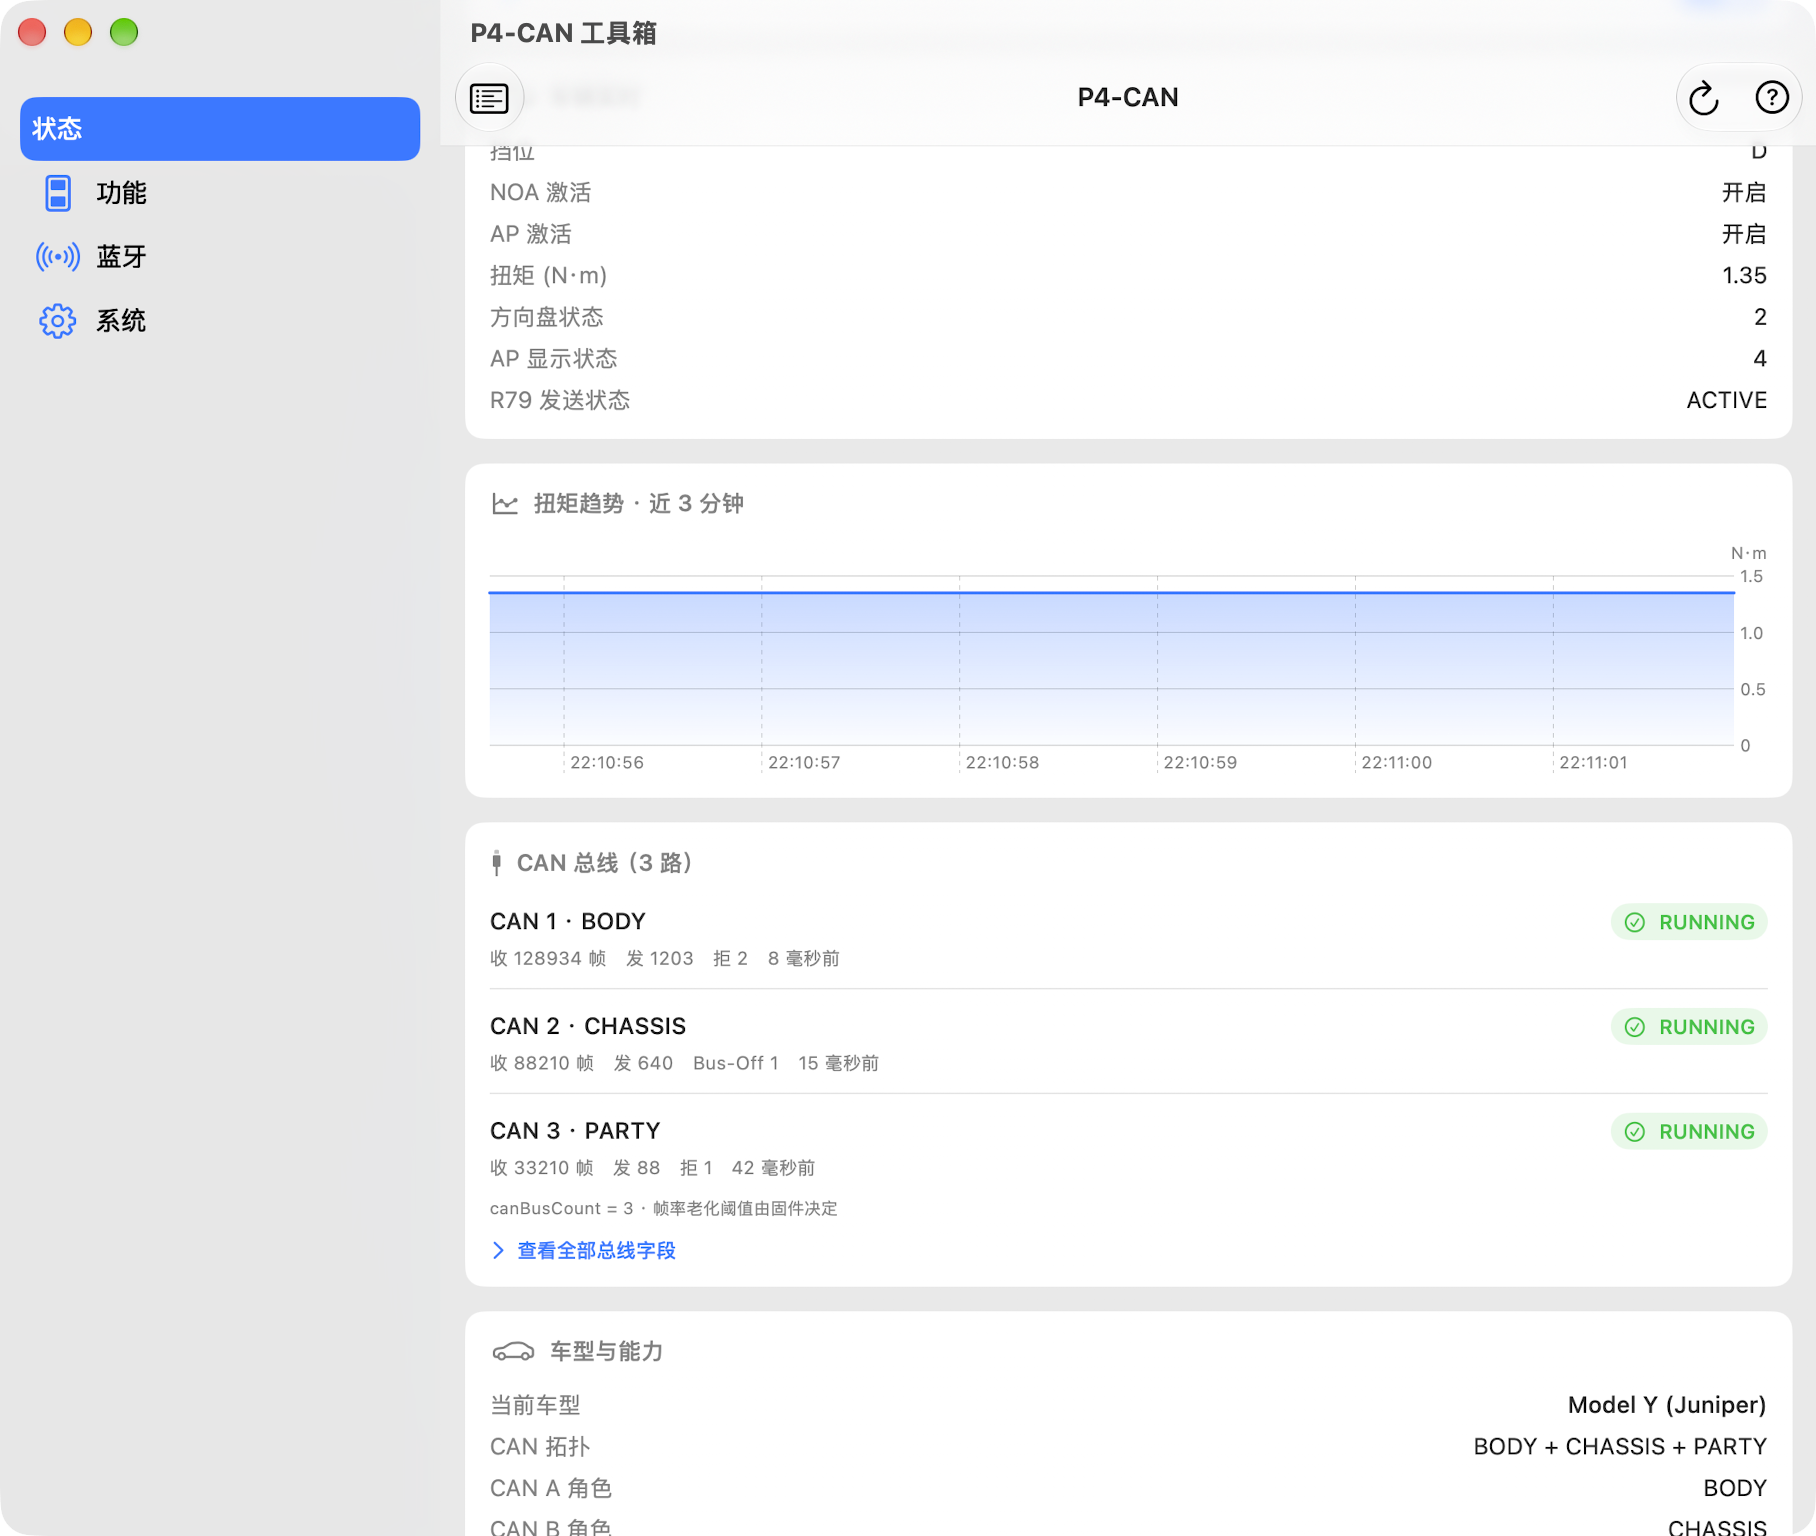 P4-CAN 工具箱
P4-CAN
状态
功能
蓝牙
系统
挡位 D
NOA 激活 开启
AP 激活 开启
扭矩 (N·m) 1.35
方向盘状态 2
AP 显示状态 4
R79 发送状态 ACTIVE
扭矩趋势 · 近 3 分钟
N·m
1.5
1.0
0.5
0
22:10:56 22:10:57 22:10:58 22:10:59 22:11:00 22:11:01
CAN 总线（3 路）
CAN 1 · BODY RUNNING
收 128934 帧 发 1203 拒 2 8 毫秒前
CAN 2 · CHASSIS RUNNING
收 88210 帧 发 640 Bus-Off 1 15 毫秒前
CAN 3 · PARTY RUNNING
收 33210 帧 发 88 拒 1 42 毫秒前
canBusCount = 3 · 帧率老化阈值由固件决定
查看全部总线字段
车型与能力
当前车型 Model Y (Juniper)
CAN 拓扑 BODY + CHASSIS + PARTY
CAN A 角色 BODY
CAN B 角色 CHASSIS